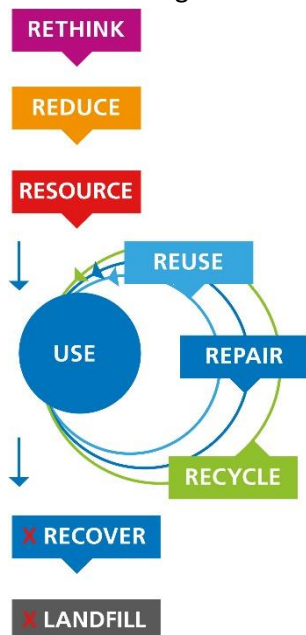 RETHINK
REDUCE
RESOURCE
REUSE
USE
REPAIR
RECYCLE
X RECOVER
X LANDFILL